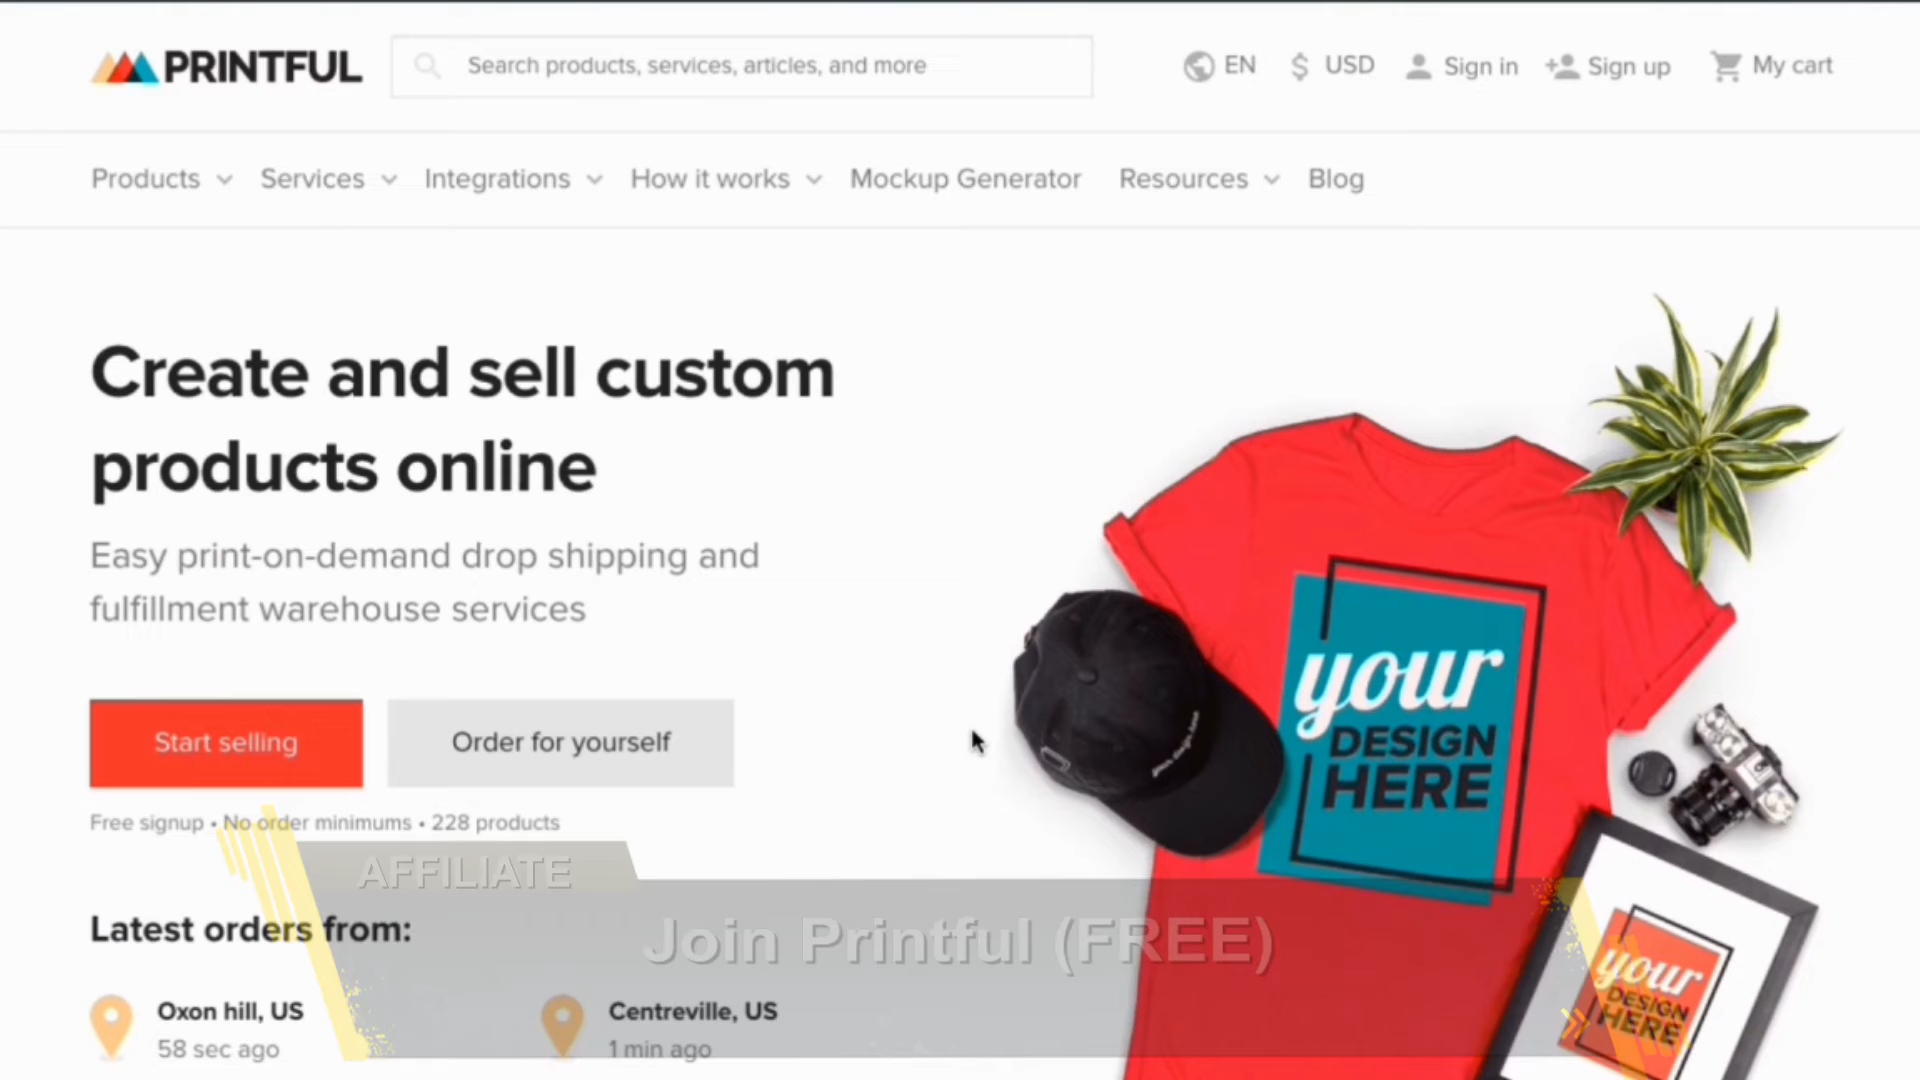 PRINTFUL
Search products, services, articles, and more
EN
USD
Sign in
Sign up
My cart
Products
Services
Integrations
How it works
Mockup Generator
Resources
Blog
Create and sell custom
products online
Easy print-on-demand drop shipping and
fulfillment warehouse services
Start selling
Order for yourself
Free signup • No order minimums • 228 products
AFFILIATE
Join Printful (FREE)
Latest orders from:
Oxon hill, US
58 sec ago
Centreville, US
1 min ago
your
DESIGN
HERE
your
DESIGN
HERE